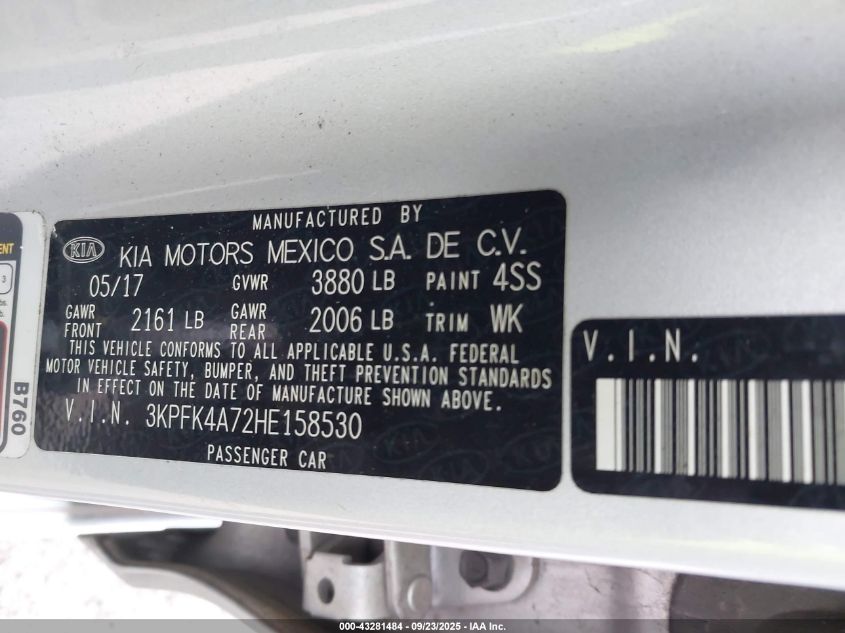 MANUFACTURED BY
KIA KIA MOTORS MEXICO S.A. DE C.V.
05/17 GVWR 3880 LB PAINT 4SS
GAWR FRONT 2161 LB GAWR REAR 2006 LB TRIM WK
THIS VEHICLE CONFORMS TO ALL APPLICABLE U.S.A. FEDERAL
MOTOR VEHICLE SAFETY, BUMPER, AND THEFT PREVENTION STANDARDS
IN EFFECT ON THE DATE OF MANUFACTURE SHOWN ABOVE.
V.I.N. 3KPFK4A72HE158530
PASSENGER CAR
V.I.N.
B760
3
000-43281484 - 09/23/2025 - IAA Inc.